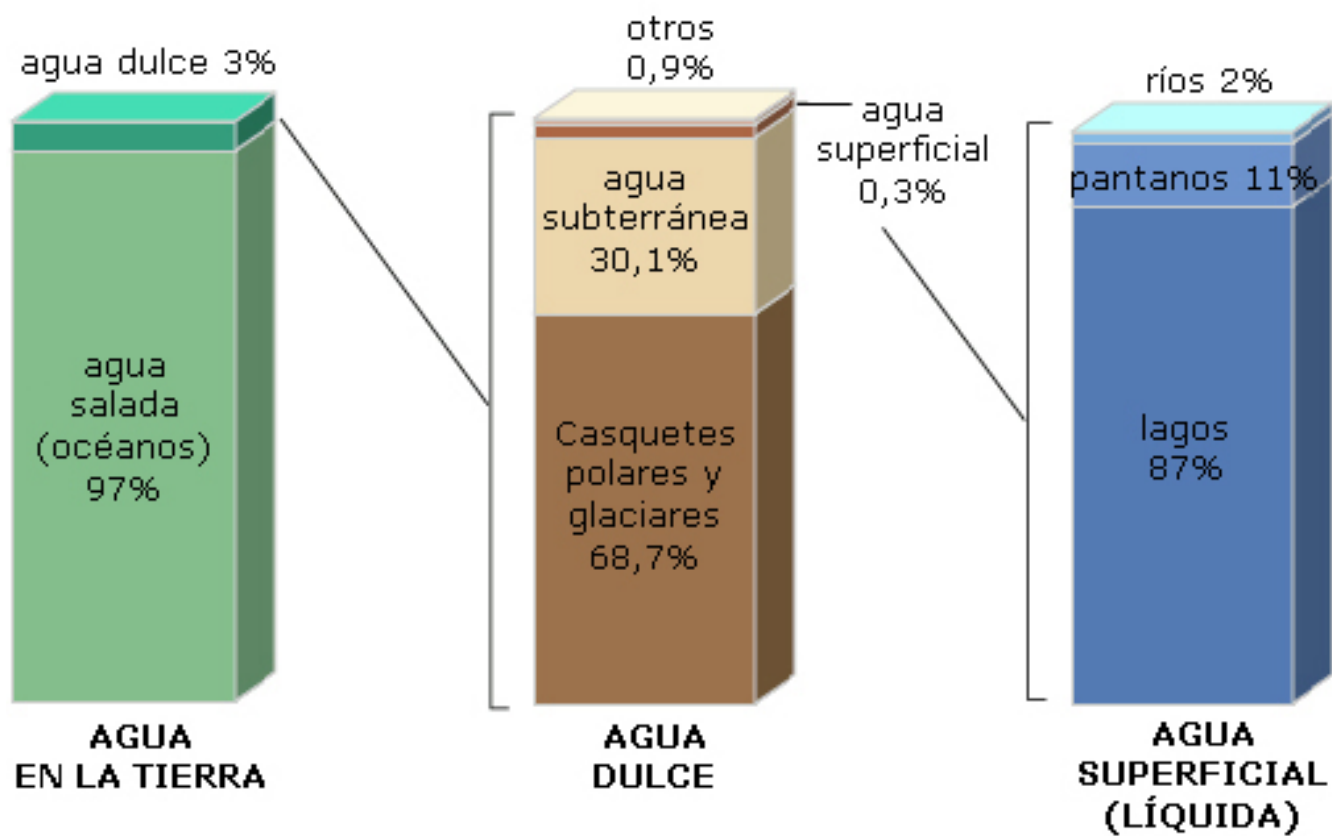 agua dulce 3%
agua
salada
(océanos)
97%
AGUA
EN LA TIERRA
otros
0,9%
agua
superficial
0,3%
agua
subterránea
30,1%
Casquetes
polares y
glaciares
68,7%
AGUA
DULCE
ríos 2%
pantanos 11%
lagos
87%
AGUA
SUPERFICIAL
(LÍQUIDA)